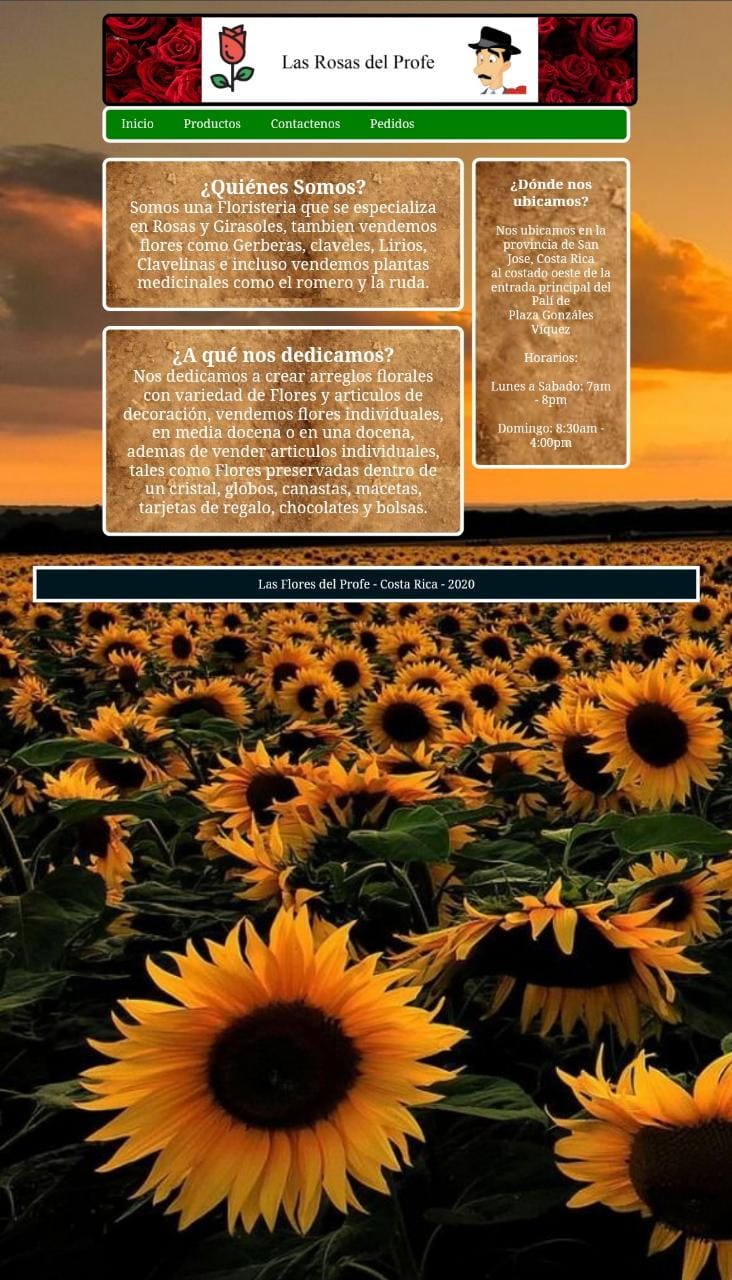 Las Rosas del Profe
Inicio Productos Contactenos Pedidos
¿Quiénes Somos?
Somos una Floristeria que se especializa
en Rosas y Girasoles, tambien vendemos
flores como Gerberas, claveles, Lirios,
Clavelinas e incluso vendemos plantas
medicinales como el romero y la ruda.
¿A qué nos dedicamos?
Nos dedicamos a crear arreglos florales
con variedad de Flores y articulos de
decoración, vendemos flores individuales,
en media docena o en una docena,
ademas de vender articulos individuales,
tales como Flores preservadas dentro de
un cristal, globos, canastas, macetas,
tarjetas de regalo, chocolates y bolsas.
¿Dónde nos
ubicamos?
Nos ubicamos en la
provincia de San
Jose, Costa Rica
al costado oeste de la
entrada principal del
Palí de
Plaza Gonzáles
Víquez
Horarios:
Lunes a Sabado: 7am
- 8pm
Domingo: 8:30am -
4:00pm
Las Flores del Profe - Costa Rica - 2020